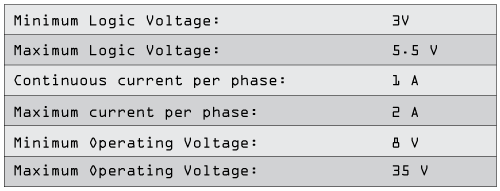 Minimum Logic Voltage: 3V
Maximum Logic Voltage: 5.5 V
Continuous current per phase: 1 A
Maximum current per phase: 2 A
Minimum Operating Voltage: 8 V
Maximum Operating Voltage: 35 V